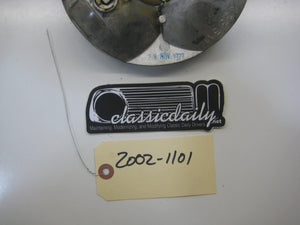 classicdaily
.net
Maintaining, Modernizing, and Modifying Classic Daily Drivers
2002-1101